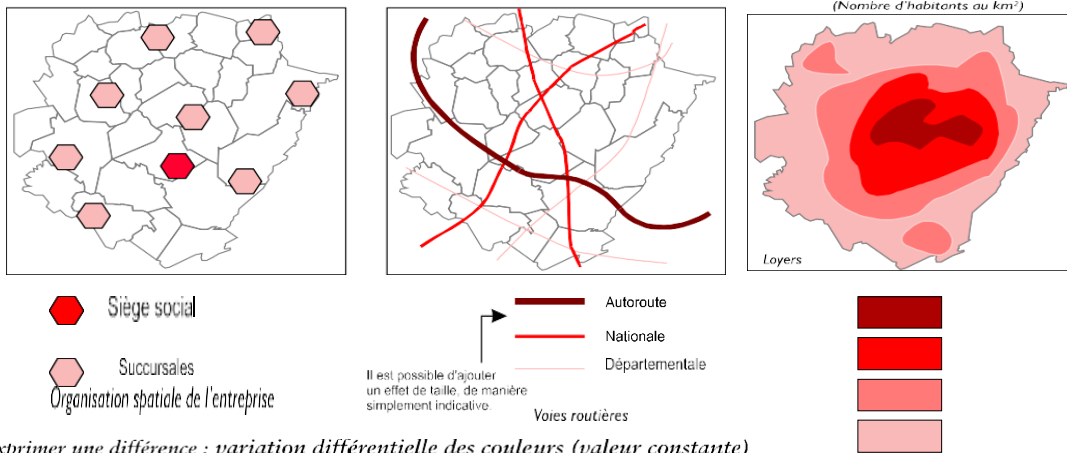 (Nombre d'habitants au km²)
Loyers
Siège social
Succursales
Organisation spatiale de l'entreprise
Autoroute
Nationale
Départementale
Il est possible d'ajouter
un effet de taille, de manière
simplement indicative.
Voies routières
xprimer une différence : variation différentielle des couleurs (valeur constante)